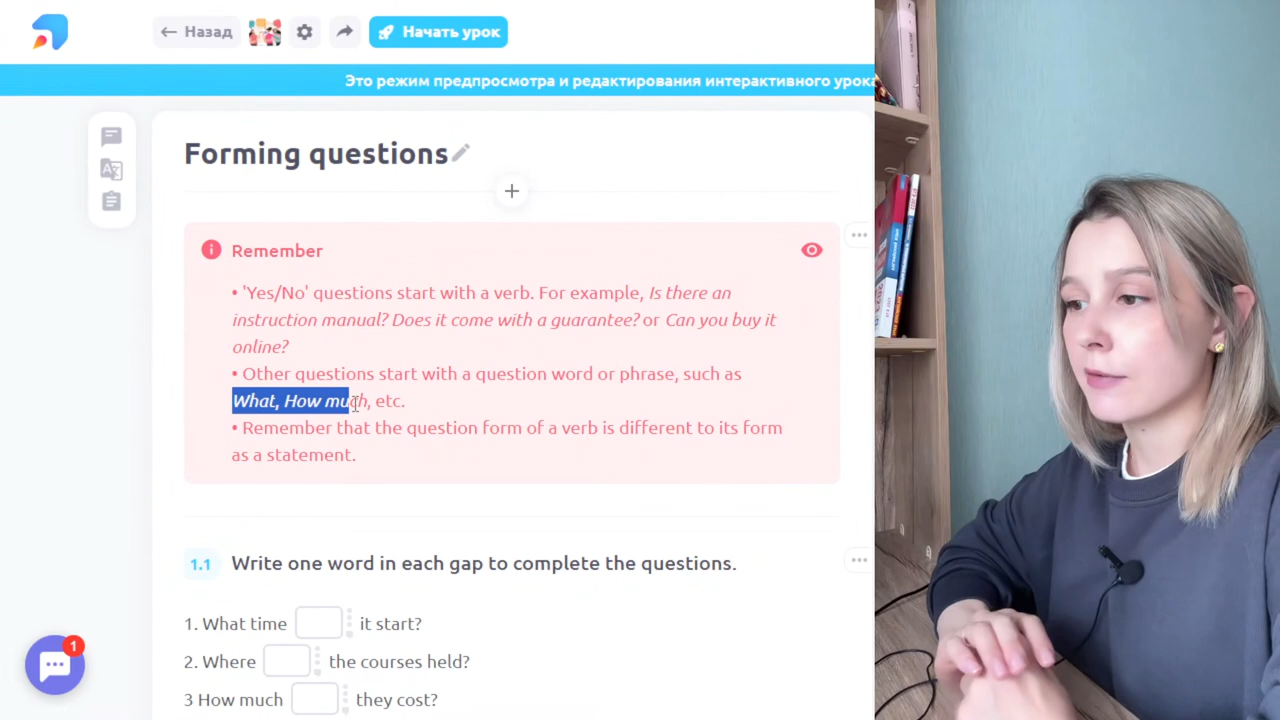 Назад
Начать урок
Это режим предпросмотра и редактирования интерактивного урока
Forming questions
Remember
• 'Yes/No' questions start with a verb. For example, Is there an
instruction manual? Does it come with a guarantee? or Can you buy it
online?
• Other questions start with a question word or phrase, such as
What, How much, etc.
• Remember that the question form of a verb is different to its form
as a statement.
1.1 Write one word in each gap to complete the questions.
1. What time it start?
2. Where the courses held?
3 How much they cost?
1